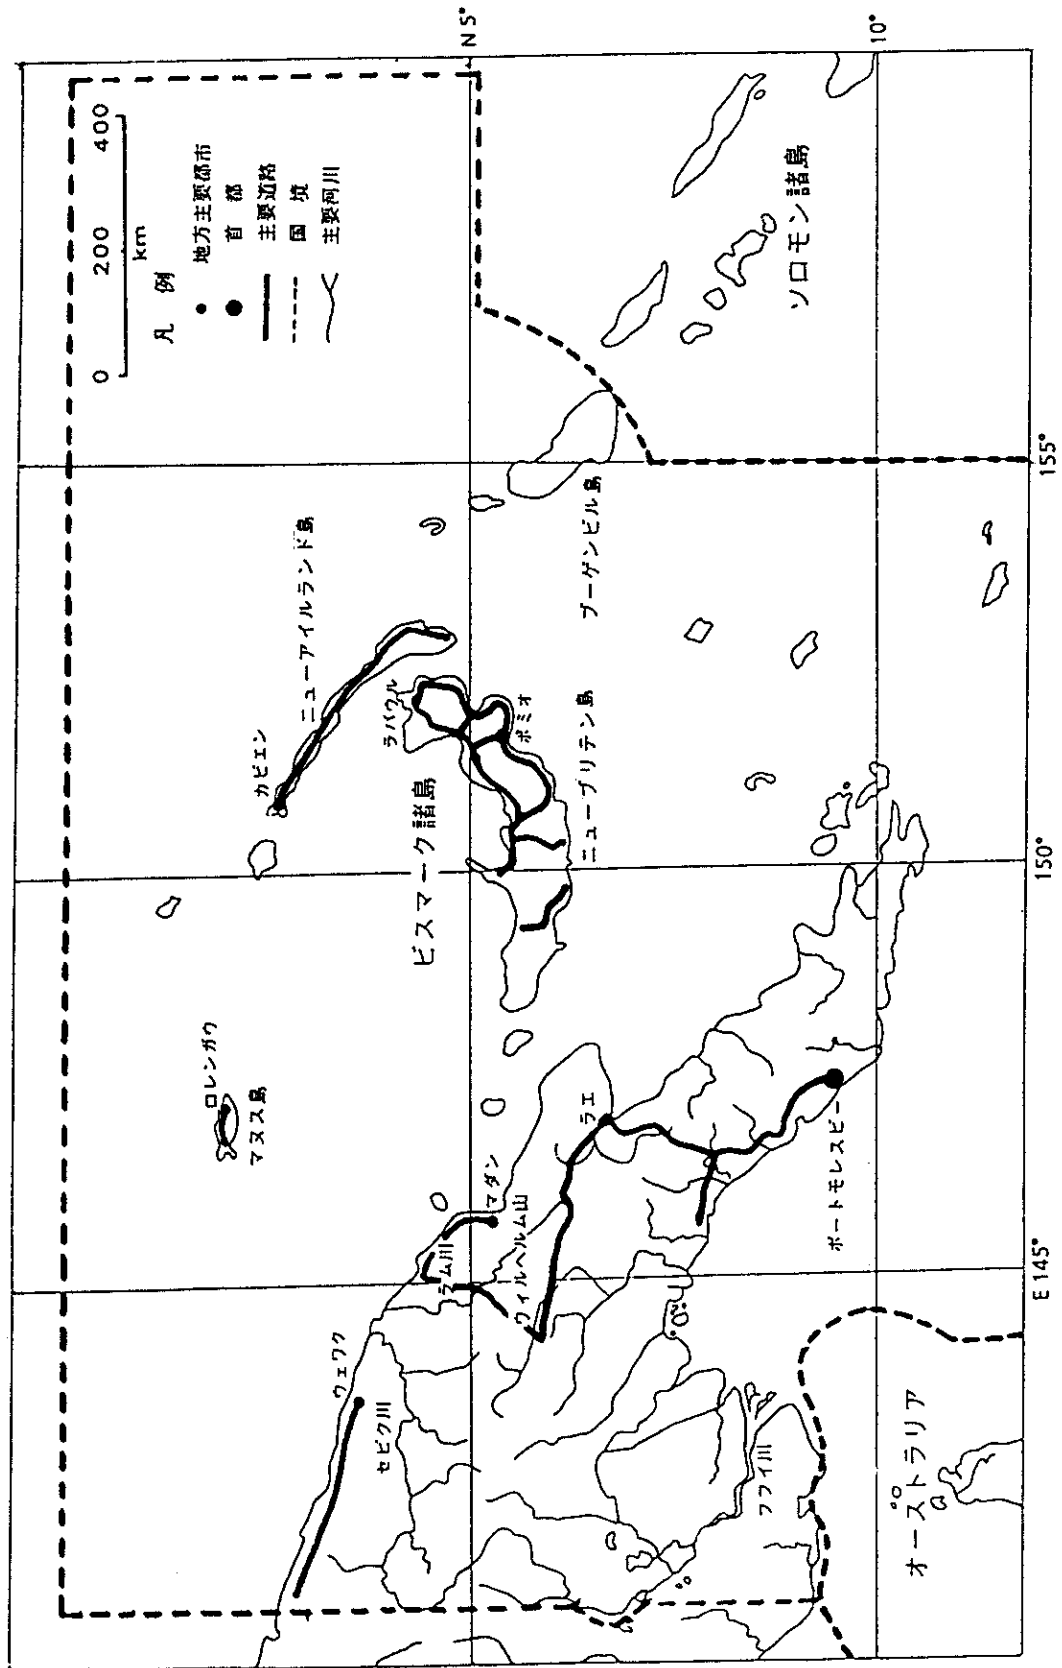 0 200 400
km
凡 例
地方主要都市
首 都
主要道路
国 境
主要河川
N 5°
10°
E 145°
150°
155°
ロレンガウ
マヌス島
カビエン
ニューアイルランド島
ビスマーク諸島
ラバウル
ポミオ
ニューブリテン島
ブーゲンビル島
ソロモン諸島
ウェワク
セピク川
ラム川
マダン
ウィルヘルム山
ラエ
フライ川
ポートモレスビー
オーストラリア